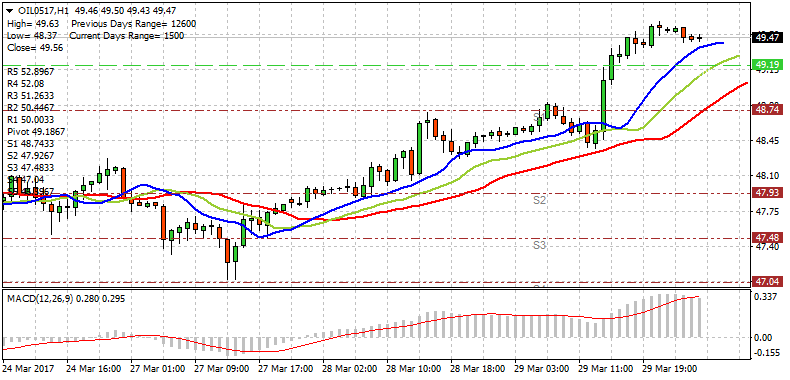 OIL0517,H1 49.46 49.50 49.43 49.47
High= 49.63 Previous Days Range= 12600
Low= 48.37 Current Days Range= 1500
Close= 49.56
R5 52.8967
R4 52.08
R3 51.2633
R2 50.4467
R1 50.0033
Pivot 49.1867
S1 48.7433
S2 47.9267
S3 47.4833
47.04
49.47
49.19
49.15
48.74
48.45
48.10
47.93
47.75
47.48
47.40
47.04
S2
S3
MACD(12,26,9) 0.280 0.295
0.337
0.00
-0.155
24 Mar 2017 24 Mar 16:00 27 Mar 01:00 27 Mar 09:00 27 Mar 17:00 28 Mar 02:00 28 Mar 10:00 28 Mar 18:00 29 Mar 03:00 29 Mar 11:00 29 Mar 19:00